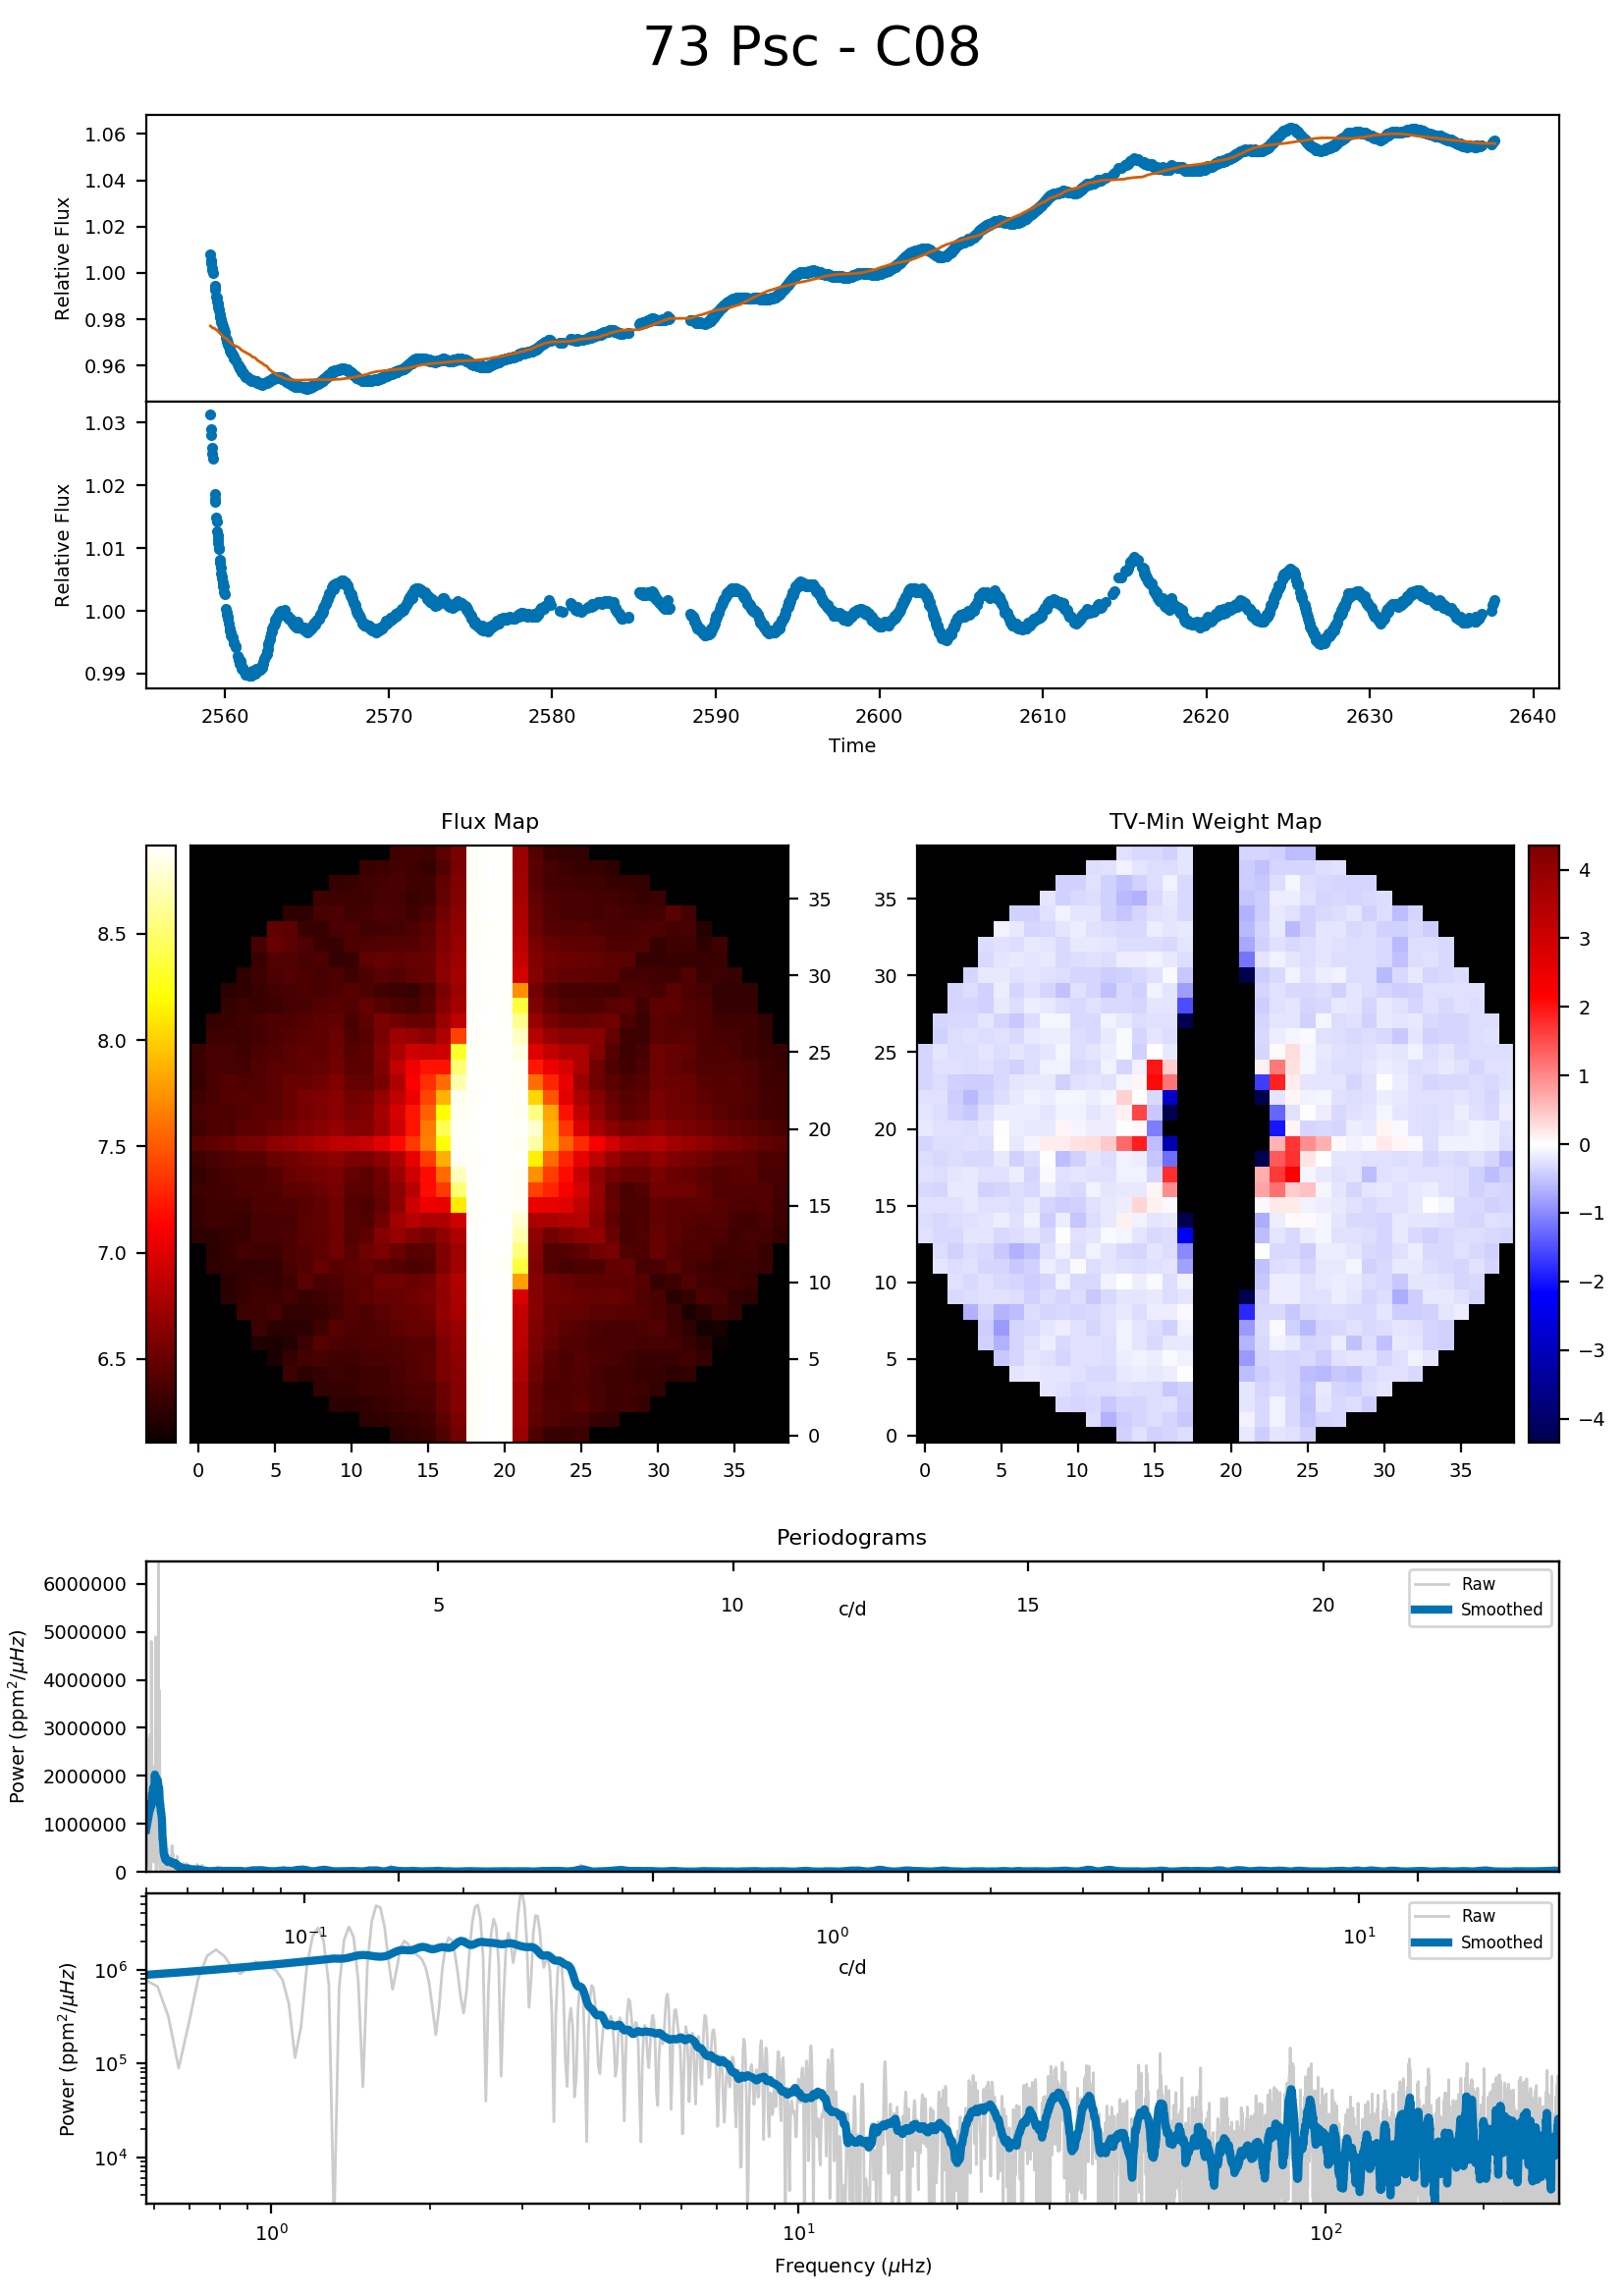 73 Psc - C08
1.06
1.04
1.02
1.00
0.98
0.96
Relative Flux
1.03
1.02
1.01
1.00
0.99
Relative Flux
2560 2570 2580 2590 2600 2610 2620 2630 2640
Time
Flux Map
TV-Min Weight Map
8.5
8.0
7.5
7.0
6.5
35
30
25
20
15
10
5
0
0 5 10 15 20 25 30 35
35
30
25
20
15
10
5
0
0 5 10 15 20 25 30 35
4
3
2
1
0
−1
−2
−3
−4
Periodograms
6000000
5000000
4000000
3000000
2000000
1000000
0
Power (ppm²/μHz)
5 10 15 20
c/d
Raw
Smoothed
10⁶
10⁵
10⁴
Power (ppm²/μHz)
10⁻¹ 10⁰ 10¹
c/d
Raw
Smoothed
10⁰ 10¹ 10²
Frequency (μHz)